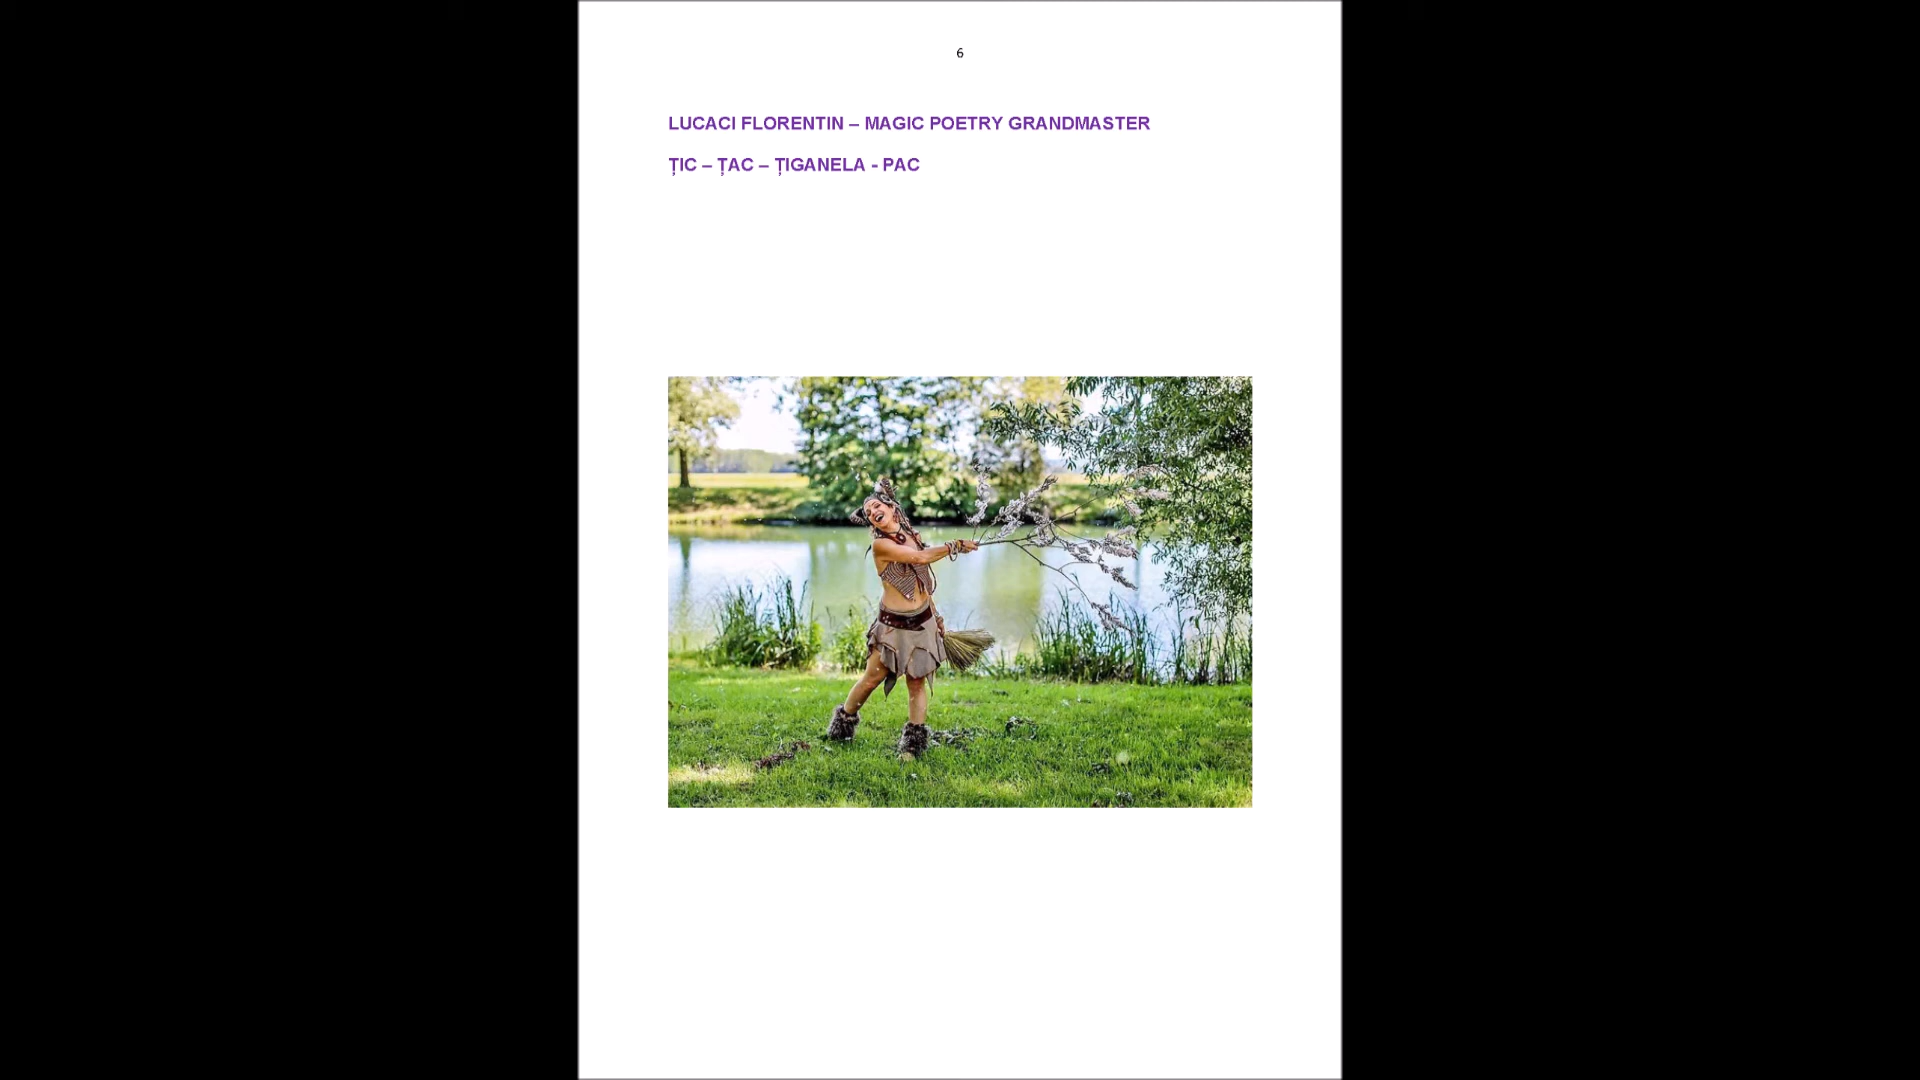 6
LUCACI FLORENTIN – MAGIC POETRY GRANDMASTER
ȚIC – ȚAC – ȚIGANELA - PAC